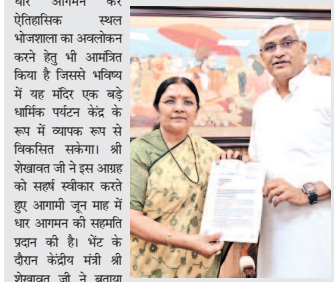 धार आगमन कर
ऐतिहासिक स्थल
भोजशाला का अवलोकन
करने हेतु भी आमंत्रित
किया है जिससे भविष्य
में यह मंदिर एक बड़े
धार्मिक पर्यटन केंद्र के
रूप में व्यापक रूप से
विकसित सकेगा। श्री
शेखावत जी ने इस आग्रह
को सहर्ष स्वीकार करते
हुए आगामी जून माह में
धार आगमन की सहमति
प्रदान की है। भेंट के
दौरान केंद्रीय मंत्री श्री
शेखावत जी ने बताया